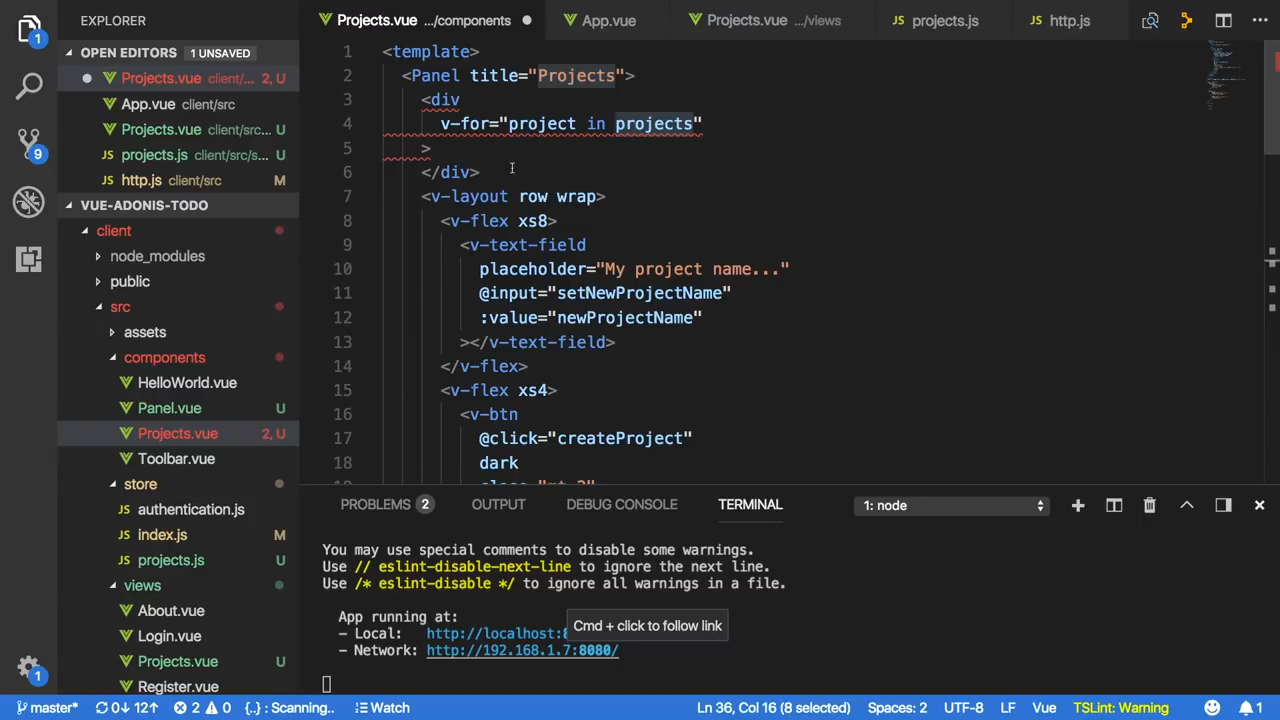 EXPLORER
Projects.vue .../components
App.vue
Projects.vue .../views
projects.js
http.js
1
OPEN EDITORS 1 UNSAVED
Projects.vue client/... 2, U
App.vue client/src
Projects.vue client/src... U
projects.js client/src/s... U
http.js client/src M
9
VUE-ADONIS-TODO
client
node_modules
public
src
assets
components
HelloWorld.vue
Panel.vue U
Projects.vue 2, U
Toolbar.vue
store
authentication.js
index.js M
projects.js U
views
About.vue
Login.vue
Projects.vue U
Register.vue
1
1 <template>
2 <Panel title="Projects">
3 <div
4 v-for="project in projects"
5 >
6 </div>
7 <v-layout row wrap>
8 <v-flex xs8>
9 <v-text-field
10 placeholder="My project name..."
11 @input="setNewProjectName"
12 :value="newProjectName"
13 ></v-text-field>
14 </v-flex>
15 <v-flex xs4>
16 <v-btn
17 @click="createProject"
18 dark
PROBLEMS 2 OUTPUT DEBUG CONSOLE TERMINAL 1: node
You may use special comments to disable some warnings.
Use // eslint-disable-next-line to ignore the next line.
Use /* eslint-disable */ to ignore all warnings in a file.
App running at:
- Local: http://localhost:8
Cmd + click to follow link
- Network: http://192.168.1.7:8080/
master* 0↓ 12↑ 2 0 {..} : Scanning.. Watch Ln 36, Col 16 (8 selected) Spaces: 2 UTF-8 LF Vue TSLint: Warning 1